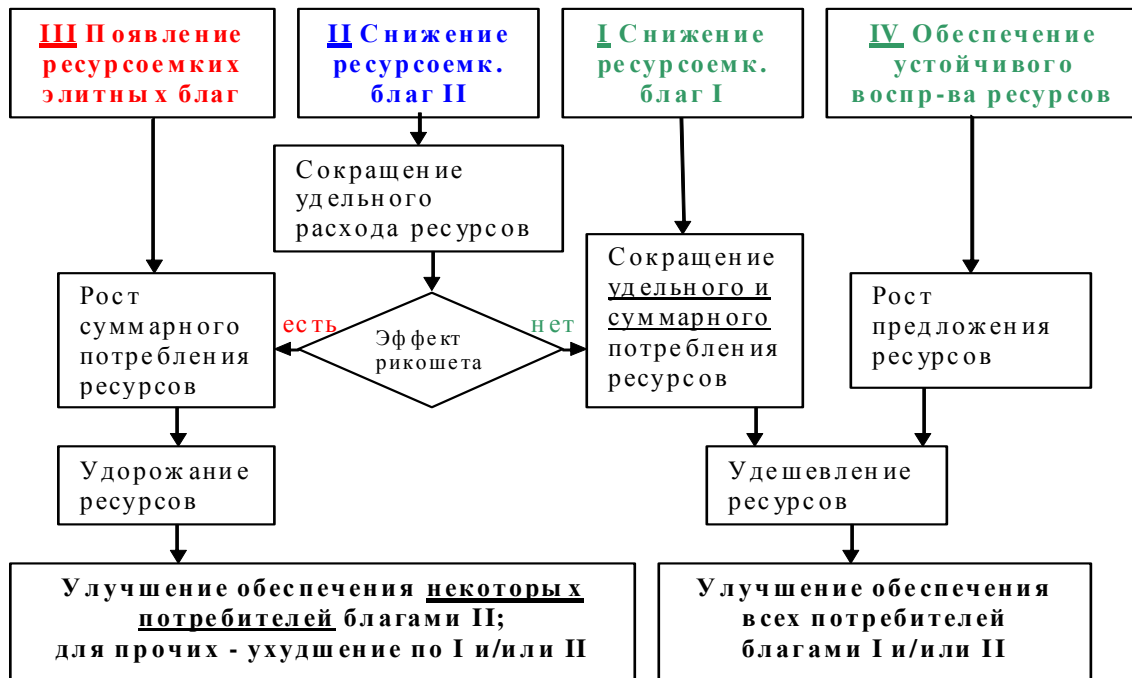 III Появление
ресурсоемких
элитных благ
II Снижение
ресурсоемк.
благ II
I Снижение
ресурсоемк.
благ I
IV Обеспечение
устойчивого
воспр-ва ресурсов
Сокращение
удельного
расхода ресурсов
Рост
суммарного
потребления
ресурсов
есть
Эффект
рикошета
нет
Сокращение
удельного и
суммарного
потребления
ресурсов
Рост
предложения
ресурсов
Удорожание
ресурсов
Удешевление
ресурсов
Улучшение обеспечения некоторых
потребителей благами II;
для прочих - ухудшение по I и/или II
Улучшение обеспечения
всех потребителей
благами I и/или II